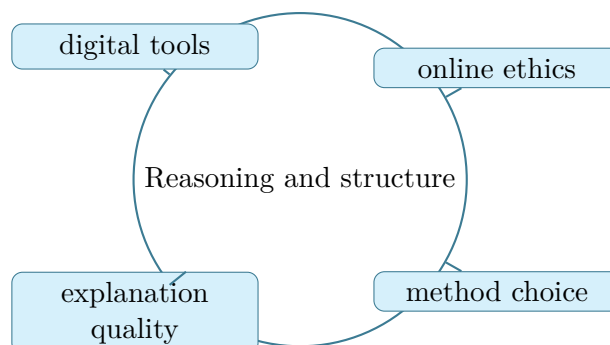 digital tools
online ethics
Reasoning and structure
explanation
quality
method choice